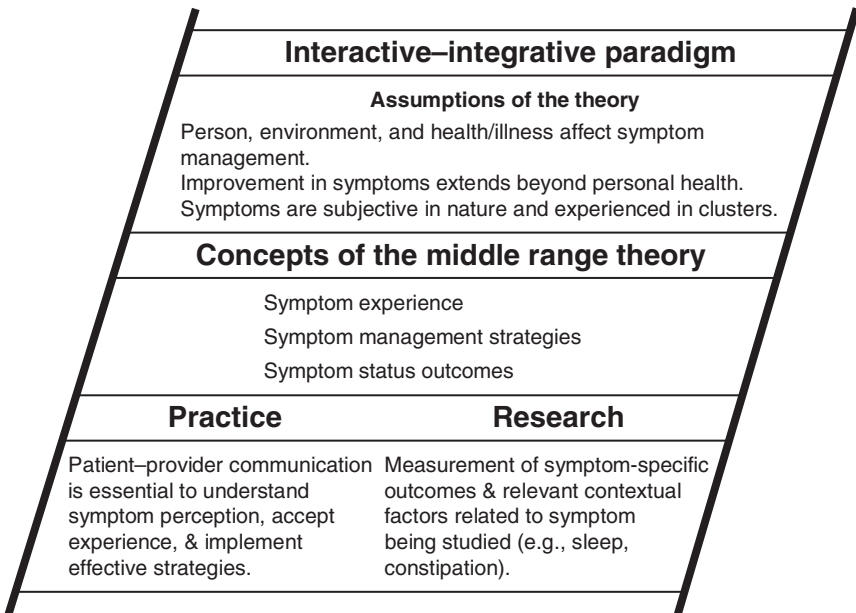 Interactive–integrative paradigm
Assumptions of the theory
Person, environment, and health/illness affect symptom
management.
Improvement in symptoms extends beyond personal health.
Symptoms are subjective in nature and experienced in clusters.
Concepts of the middle range theory
Symptom experience
Symptom management strategies
Symptom status outcomes
Practice
Patient–provider communication
is essential to understand
symptom perception, accept
experience, & implement
effective strategies.
Research
Measurement of symptom-specific
outcomes & relevant contextual
factors related to symptom
being studied (e.g., sleep,
constipation).